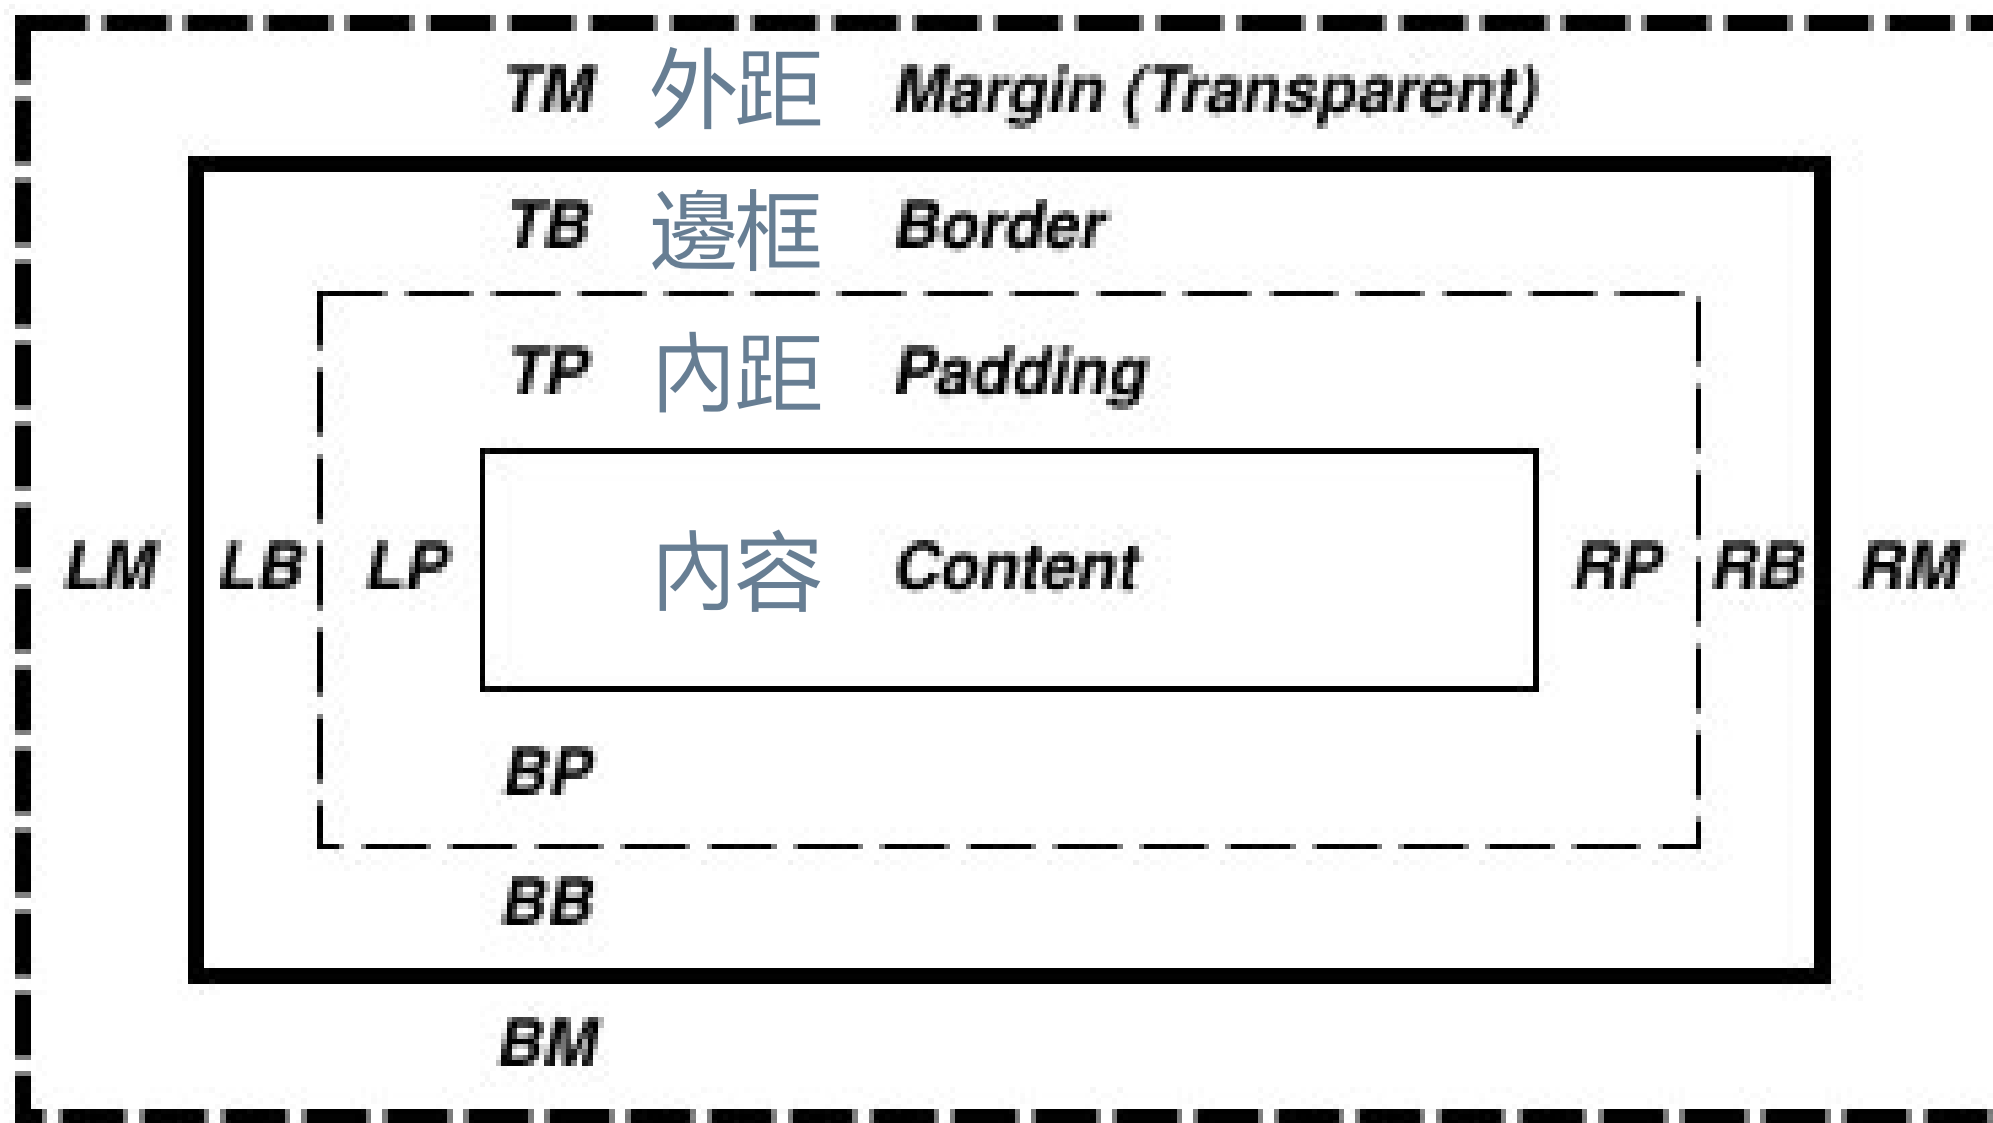 TM 外距 Margin (Transparent)
TB 邊框 Border
TP 內距 Padding
LM LB LP 內容 Content RP RB RM
BP
BB
BM